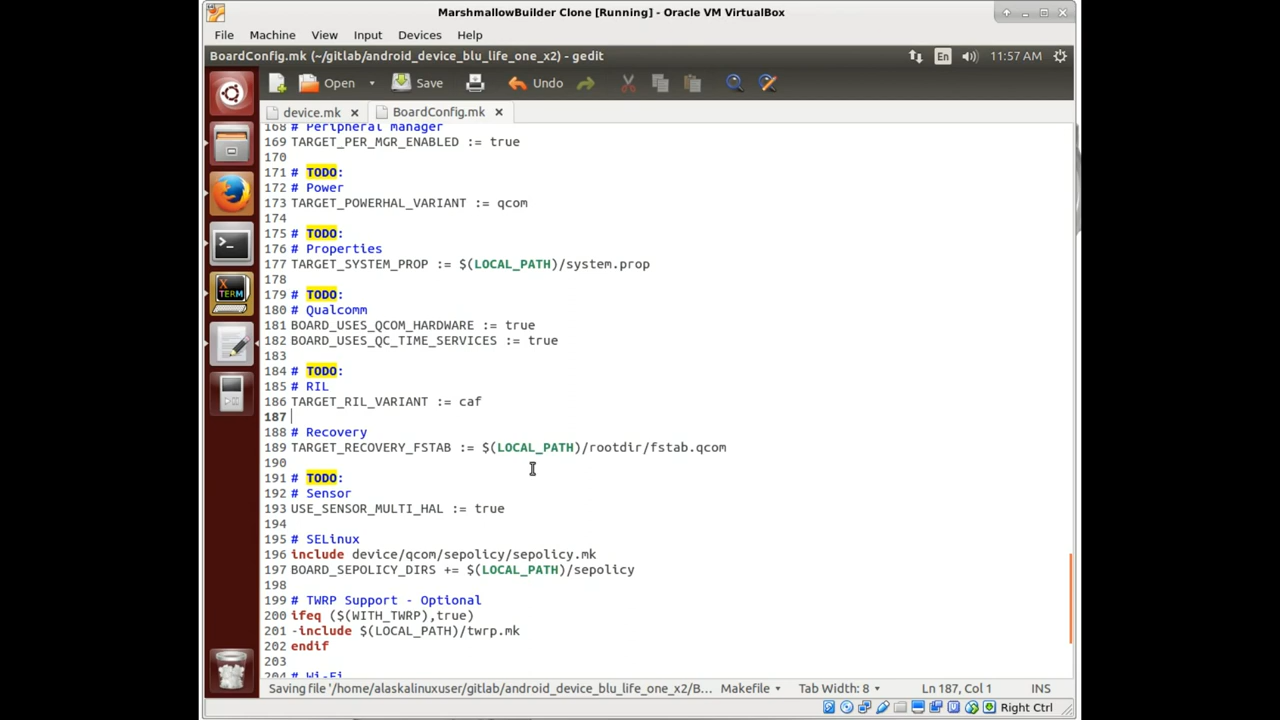 MarshmallowBuilder Clone [Running] - Oracle VM VirtualBox
File Machine View Input Devices Help
BoardConfig.mk (~/gitlab/android_device_blu_life_one_x2) - gedit En 11:57 AM
Open Save Undo
device.mk BoardConfig.mk
168 # Peripheral manager
169 TARGET_PER_MGR_ENABLED := true
170
171 # TODO:
172 # Power
173 TARGET_POWERHAL_VARIANT := qcom
174
175 # TODO:
176 # Properties
177 TARGET_SYSTEM_PROP := $(LOCAL_PATH)/system.prop
178
179 # TODO:
180 # Qualcomm
181 BOARD_USES_QCOM_HARDWARE := true
182 BOARD_USES_QC_TIME_SERVICES := true
183
184 # TODO:
185 # RIL
186 TARGET_RIL_VARIANT := caf
187
188 # Recovery
189 TARGET_RECOVERY_FSTAB := $(LOCAL_PATH)/rootdir/fstab.qcom
190
191 # TODO:
192 # Sensor
193 USE_SENSOR_MULTI_HAL := true
194
195 # SELinux
196 include device/qcom/sepolicy/sepolicy.mk
197 BOARD_SEPOLICY_DIRS += $(LOCAL_PATH)/sepolicy
198
199 # TWRP Support - Optional
200 ifeq ($(WITH_TWRP),true)
201 -include $(LOCAL_PATH)/twrp.mk
202 endif
203
204 # Wi-Fi
X TERM
Saving file '/home/alaskalinuxuser/gitlab/android_device_blu_life_one_x2/B... Makefile Tab Width: 8 Ln 187, Col 1 INS
Right Ctrl